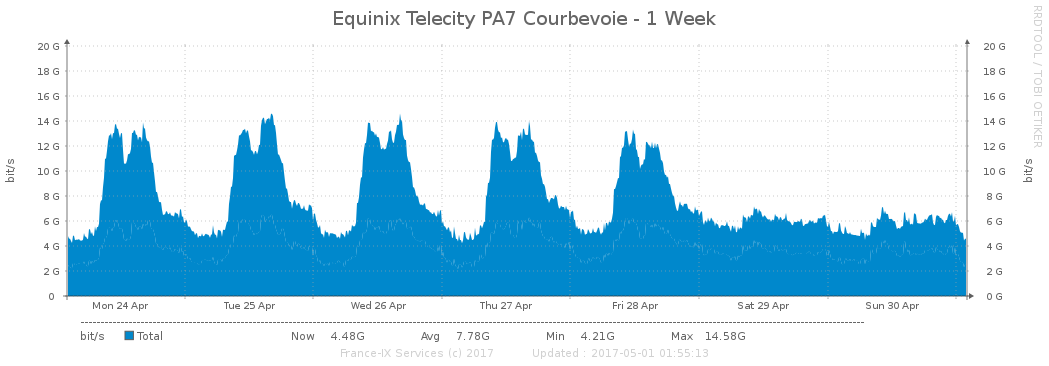 Equinix Telecity PA7 Courbevoie - 1 Week
RRDTOOL / TOBI OETIKER
bit/s
20 G
18 G
16 G
14 G
12 G
10 G
8 G
6 G
4 G
2 G
0
20 G
18 G
16 G
14 G
12 G
10 G
8 G
6 G
4 G
2 G
0 G
bit/s
Mon 24 Apr Tue 25 Apr Wed 26 Apr Thu 27 Apr Fri 28 Apr Sat 29 Apr Sun 30 Apr
bit/s Total Now 4.48G Avg 7.78G Min 4.21G Max 14.58G
France-IX Services (c) 2017 Updated : 2017-05-01 01:55:13